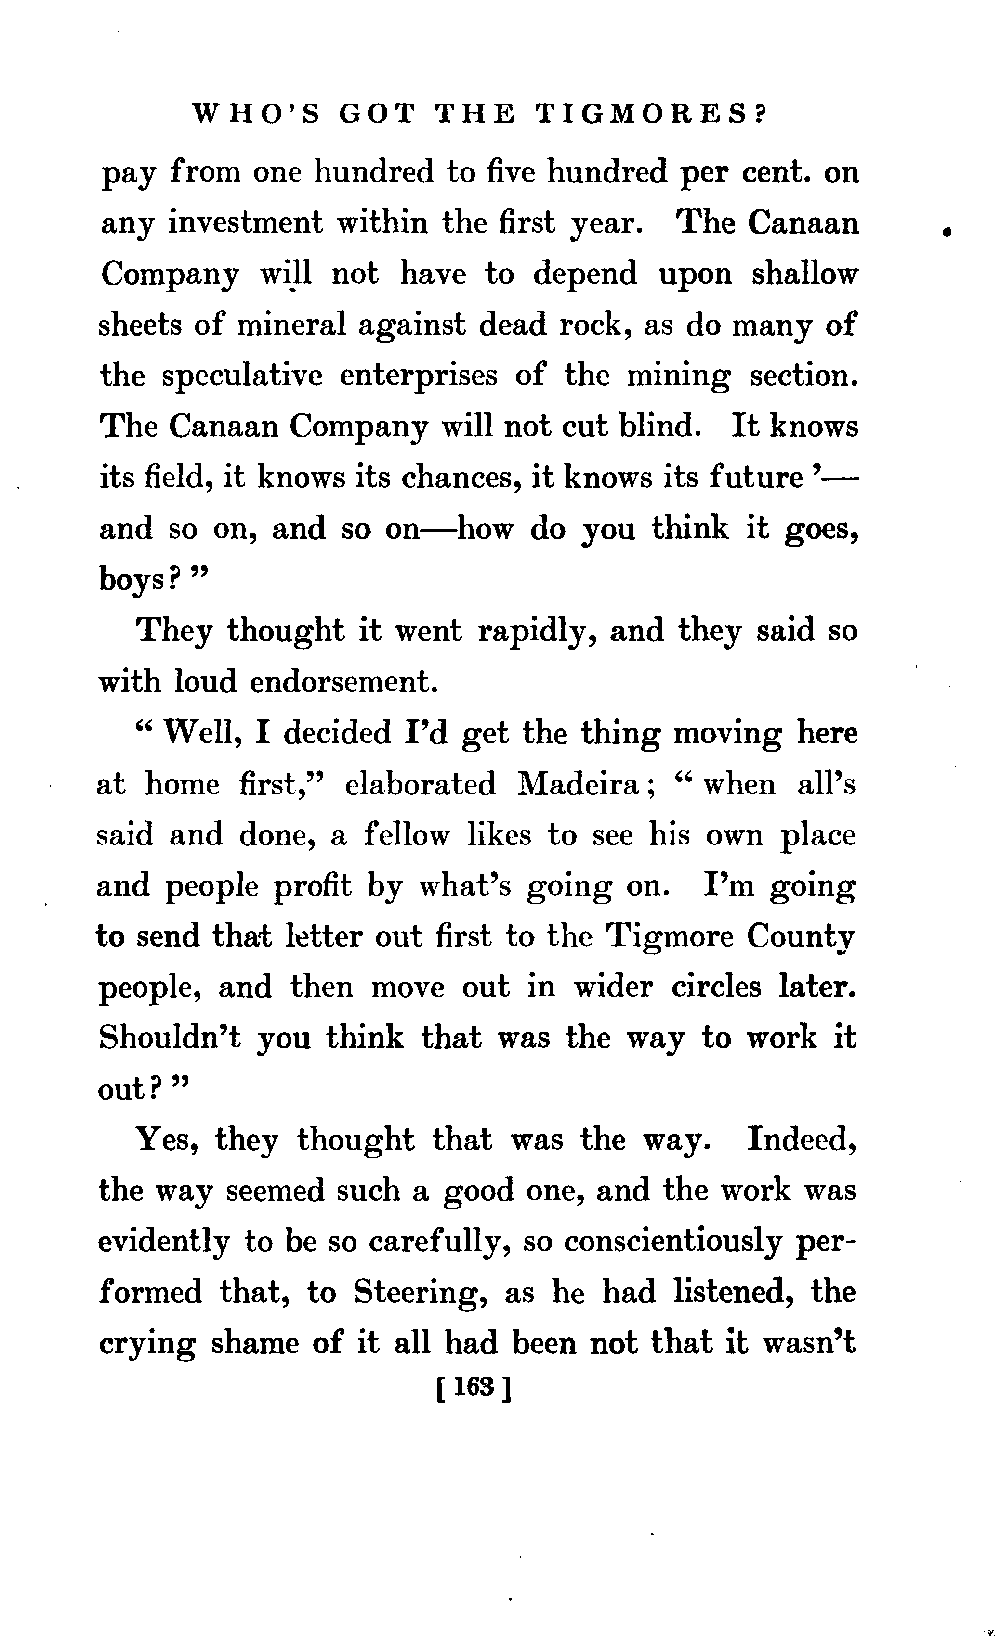 WHO'S GOT THE TIGMORES?
pay from one hundred to five hundred per cent. on
any investment within the first year. The Canaan
Company will not have to depend upon shallow
sheets of mineral against dead rock, as do many of
the speculative enterprises of the mining section.
The Canaan Company will not cut blind. It knows
its field, it knows its chances, it knows its future '—
and so on, and so on—how do you think it goes,
boys? "
They thought it went rapidly, and they said so
with loud endorsement.
" Well, I decided I'd get the thing moving here
at home first," elaborated Madeira; " when all's
said and done, a fellow likes to see his own place
and people profit by what's going on. I'm going
to send that letter out first to the Tigmore County
people, and then move out in wider circles later.
Shouldn't you think that was the way to work it
out? "
Yes, they thought that was the way. Indeed,
the way seemed such a good one, and the work was
evidently to be so carefully, so conscientiously per-
formed that, to Steering, as he had listened, the
crying shame of it all had been not that it wasn't
[ 163 ]